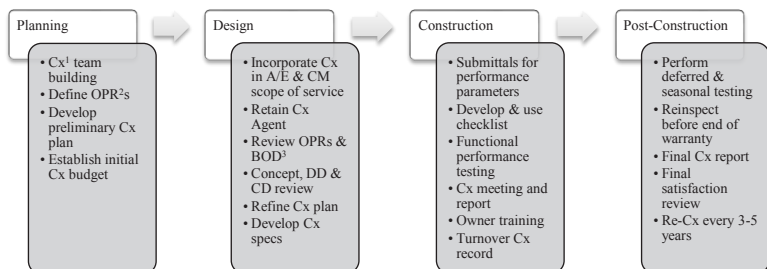 Planning
• Cx¹ team
building
• Define OPR²s
• Develop
preliminary Cx
plan
• Establish initial
Cx budget
Design
• Incorporate Cx
in A/E & CM
scope of service
• Retain Cx
Agent
• Review OPRs &
BOD³
• Concept, DD &
CD review
• Refine Cx plan
• Develop Cx
specs
Construction
• Submittals for
performance
parameters
• Develop & use
checklist
• Functional
performance
testing
• Cx meeting and
report
• Owner training
• Turnover Cx
record
Post-Construction
• Perform
deferred &
seasonal testing
• Reinspect
before end of
warranty
• Final Cx report
• Final
satisfaction
review
• Re-Cx every 3-5
years